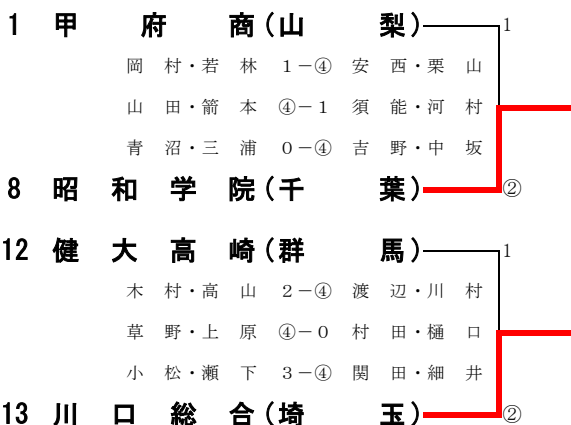 1 甲府商(山梨) 1
岡村・若林 1－④ 安西・栗山
山田・箭本 ④－1 須能・河村
青沼・三浦 0－④ 吉野・中坂
8 昭和学院(千葉) ②
12 健大高崎(群馬) 1
木村・高山 2－④ 渡辺・川村
草野・上原 ④－0 村田・樋口
小松・瀬下 3－④ 関田・細井
13 川口総合(埼玉) ②